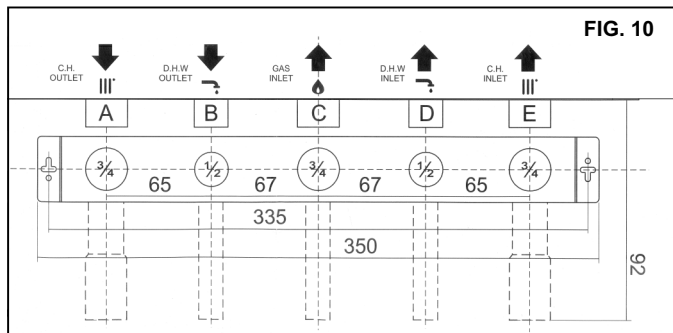 FIG. 10
C.H.
OUTLET
D.H.W
OUTLET
GAS
INLET
D.H.W
INLET
C.H.
INLET
A B C D E
3/4 1/2 3/4 1/2 3/4
65 67 67 65
335
350
92